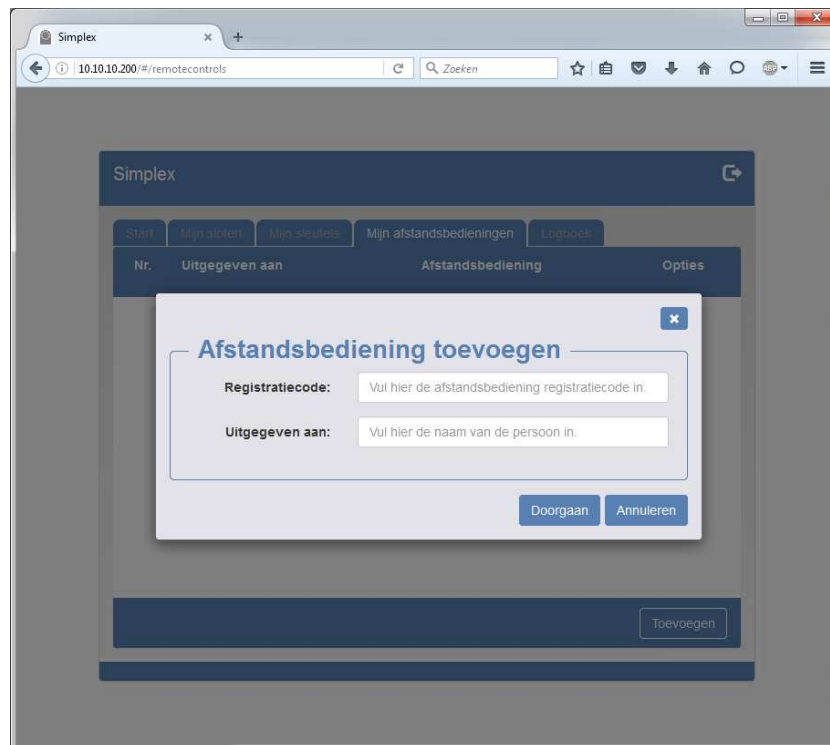 Simplex
10.10.10.200/#/remotecontrols
Zoeken
ABP
Simplex
Start
Mijn sloten
Mijn sleutels
Mijn afstandsbedieningen
Logboek
Nr.
Uitgegeven aan
Afstandsbediening
Opties
Afstandsbediening toevoegen
Registratiecode:
Vul hier de afstandsbediening registratiecode in.
Uitgegeven aan:
Vul hier de naam van de persoon in.
Doorgaan
Annuleren
Toevoegen